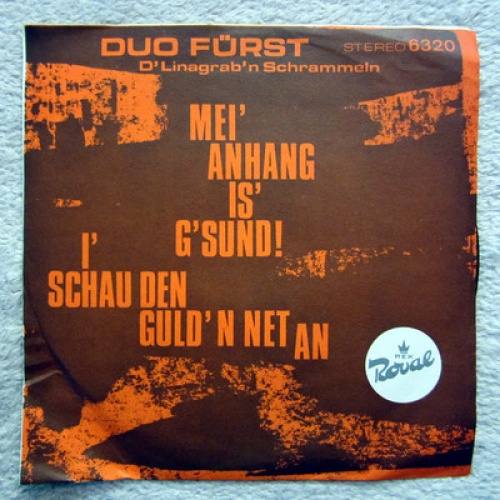 DUO FÜRST STEREO 6320
D' Linagrab'n Schrammeln
MEI'
ANHANG
IS'
G'SUND!
I'
SCHAU DEN
GULD'N NET AN
REX
Royal